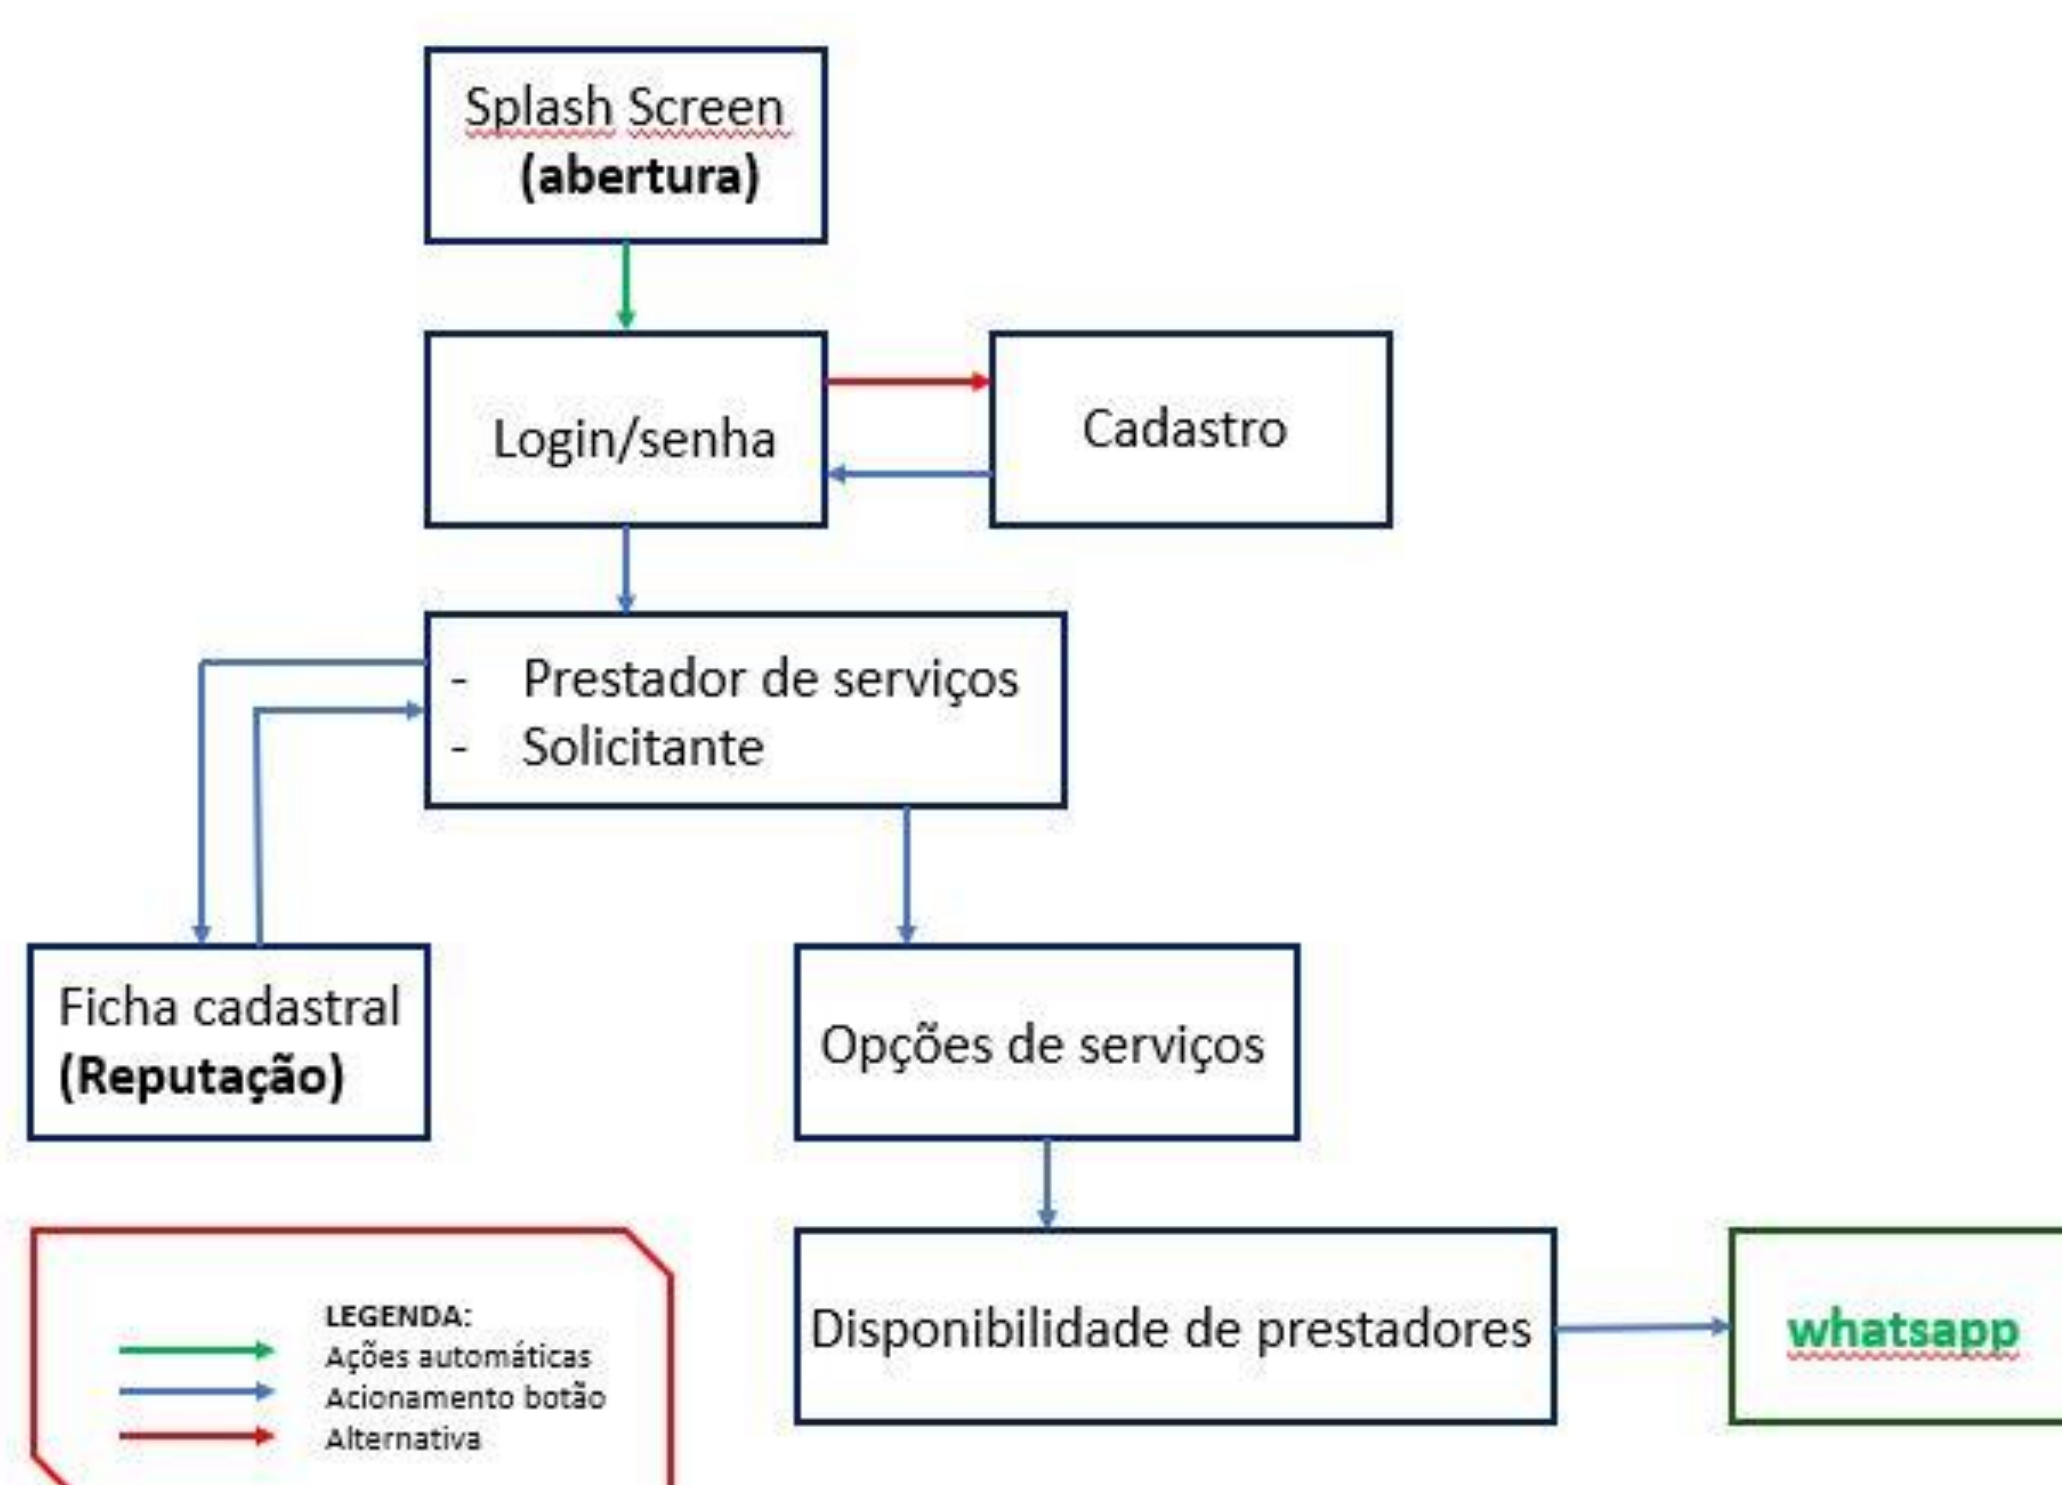 Splash Screen
(abertura)
Login/senha
Cadastro
- Prestador de serviços
- Solicitante
Ficha cadastral
(Reputação)
Opções de serviços
Disponibilidade de prestadores
whatsapp
LEGENDA:
Ações automáticas
Acionamento botão
Alternativa